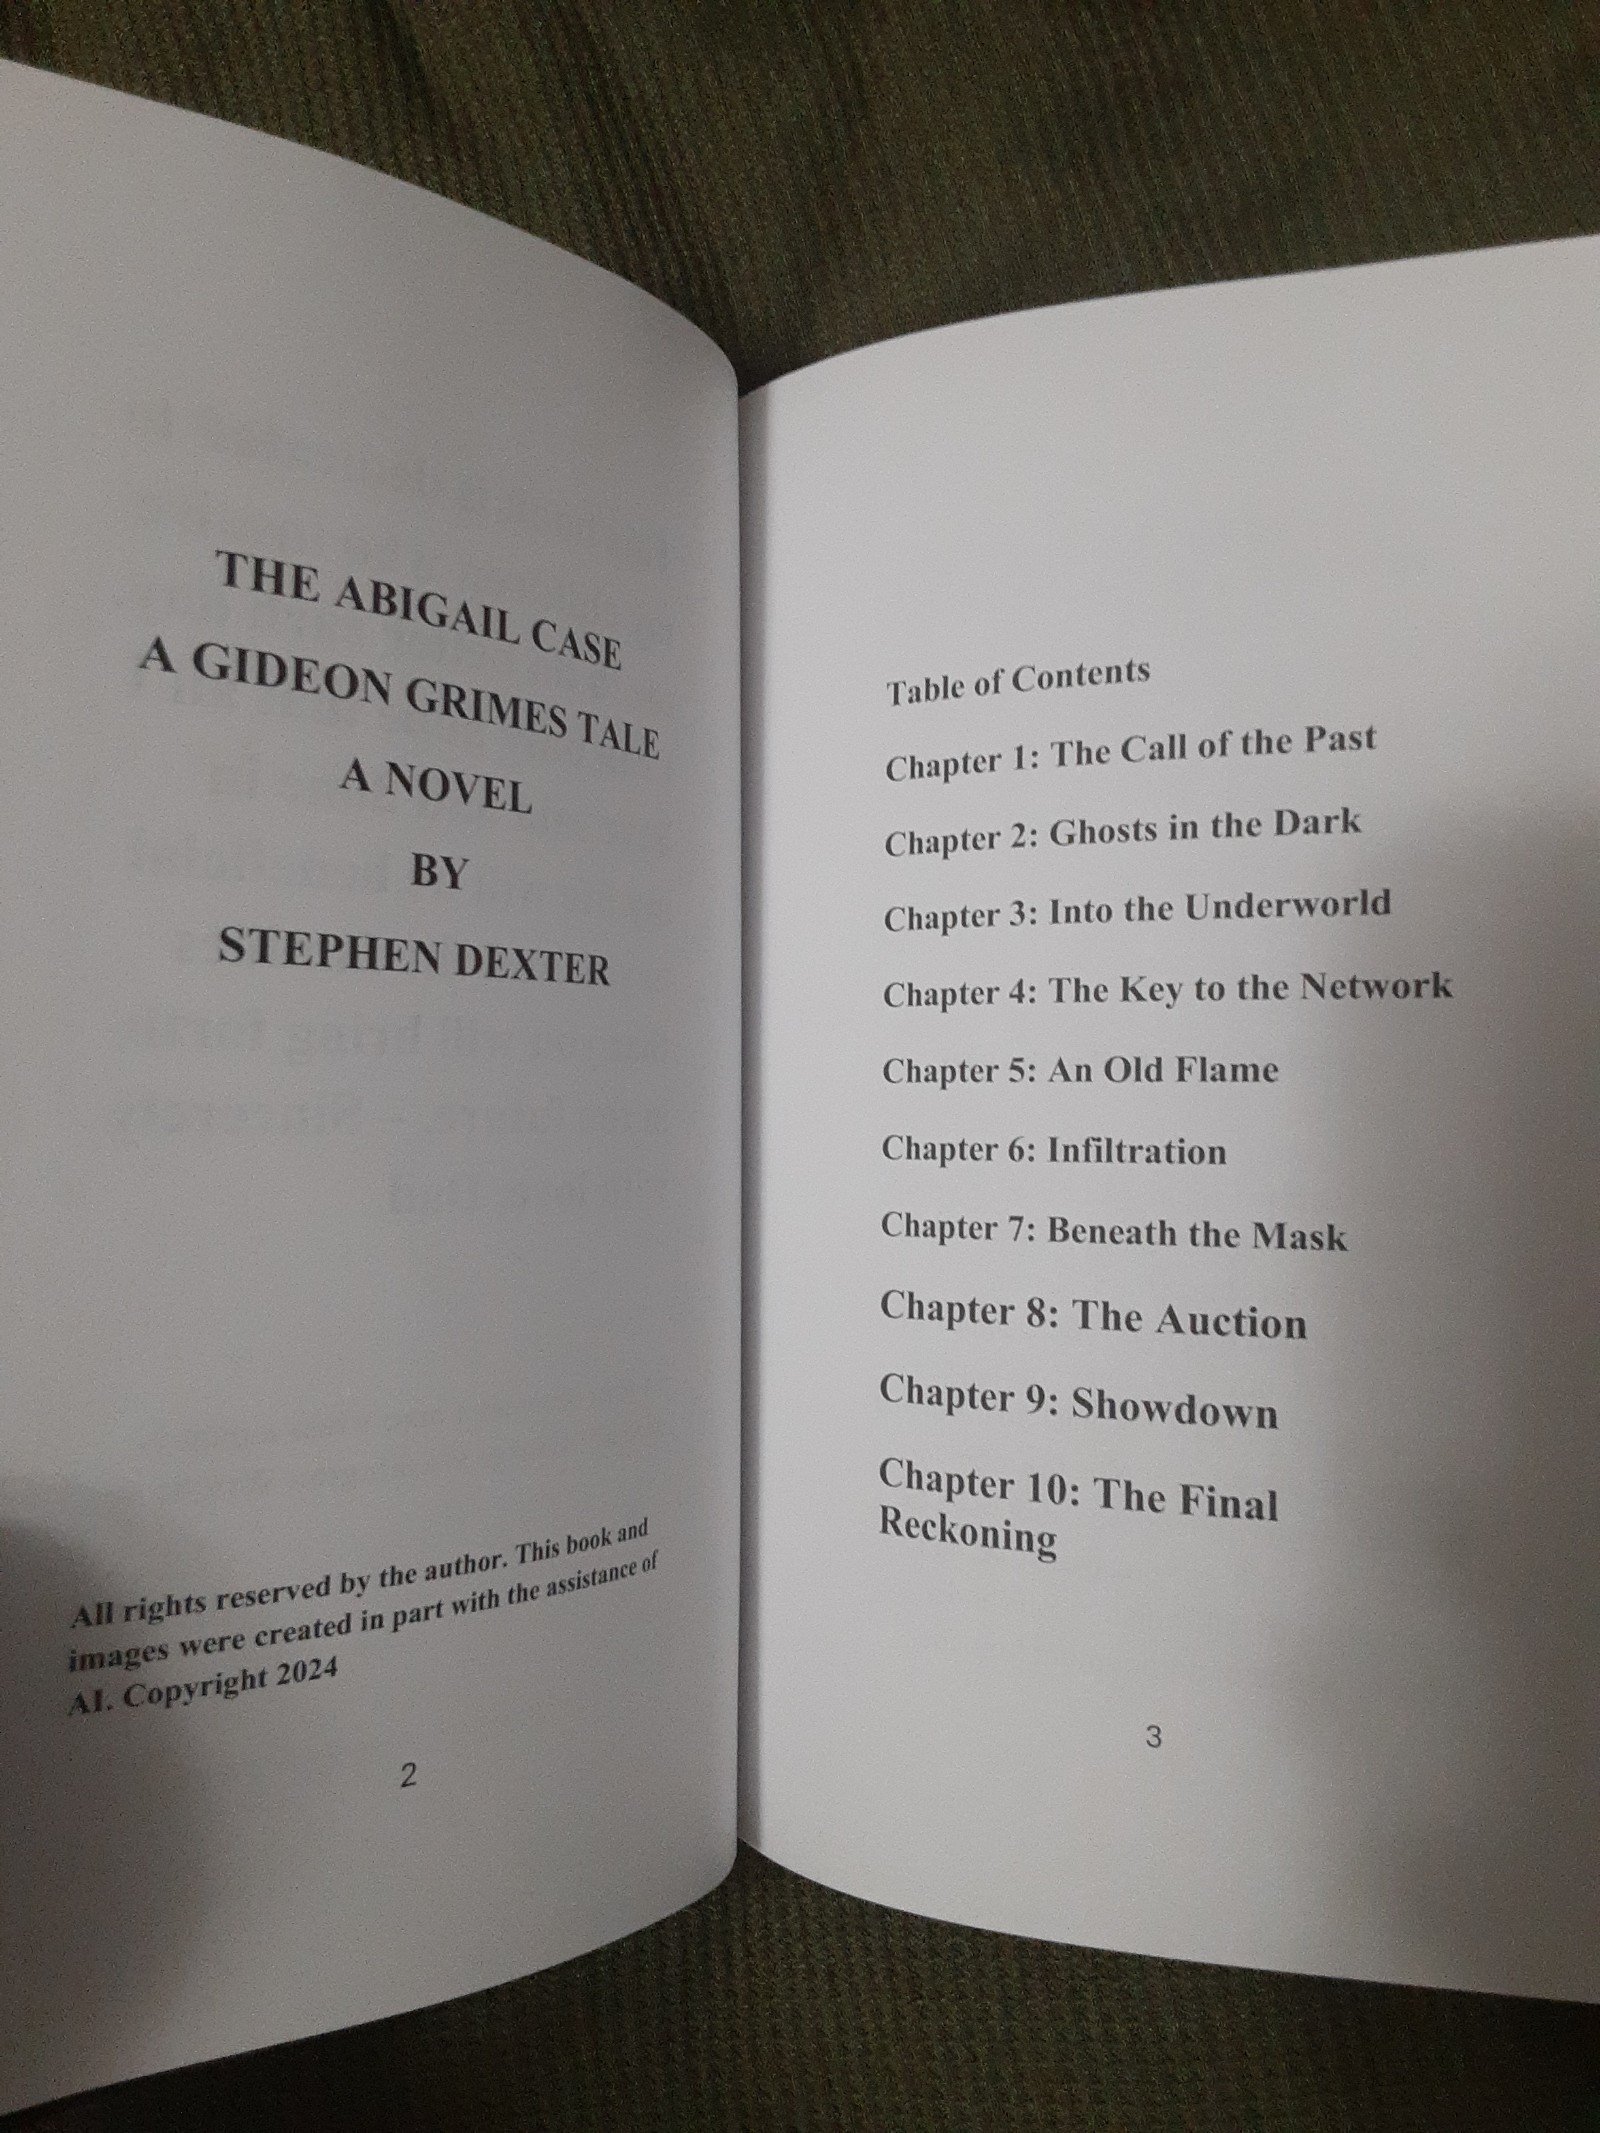 THE ABIGAIL CASE
A GIDEON GRIMES TALE
A NOVEL
BY
STEPHEN DEXTER
All rights reserved by the author. This book and
images were created in part with the assistance of
AI. Copyright 2024
2
Table of Contents
Chapter 1: The Call of the Past
Chapter 2: Ghosts in the Dark
Chapter 3: Into the Underworld
Chapter 4: The Key to the Network
Chapter 5: An Old Flame
Chapter 6: Infiltration
Chapter 7: Beneath the Mask
Chapter 8: The Auction
Chapter 9: Showdown
Chapter 10: The Final
Reckoning
3